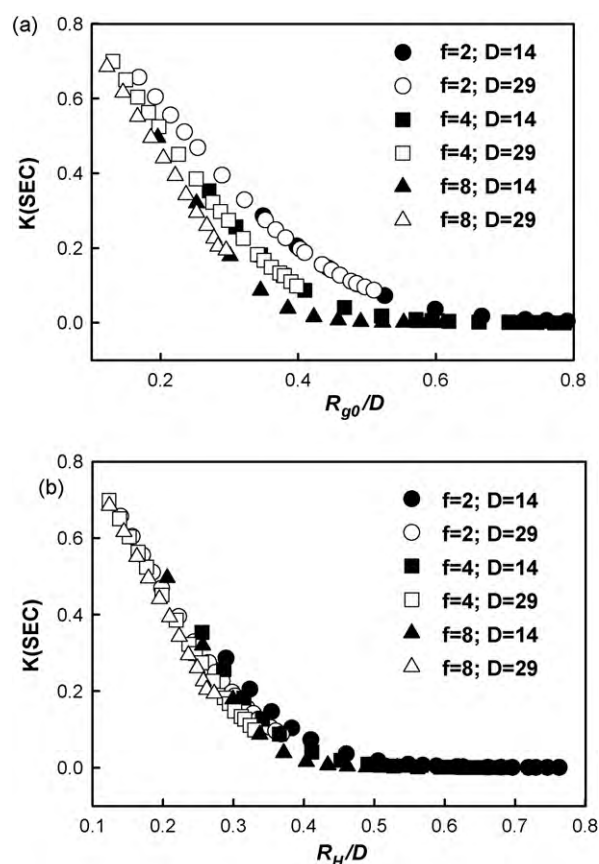 (a)
0.8
f=2; D=14
f=2; D=29
0.6
f=4; D=14
f=4; D=29
K(SEC)
0.4
f=8; D=14
f=8; D=29
0.2
0.0
0.2 0.4 0.6 0.8
Rg0/D
(b)
0.8
f=2; D=14
f=2; D=29
0.6
f=4; D=14
f=4; D=29
K(SEC)
0.4
f=8; D=14
f=8; D=29
0.2
0.0
0.1 0.2 0.3 0.4 0.5 0.6 0.7 0.8
RH/D